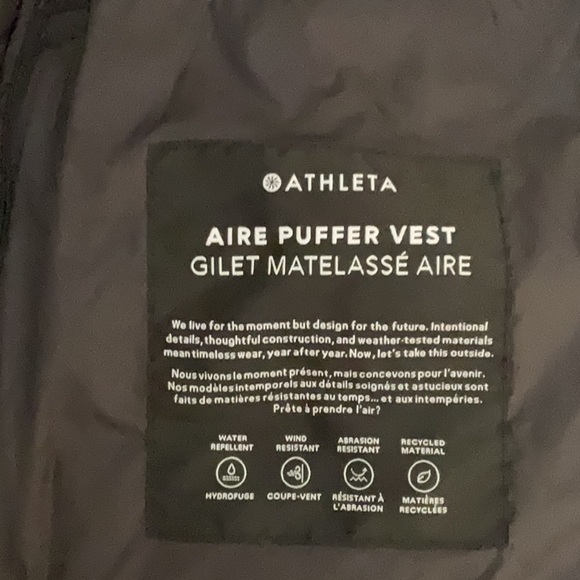 ATHLETA
AIRE PUFFER VEST
GILET MATELASSÉ AIRE
We live for the moment but design for the future. Intentional
details, thoughtful construction, and weather-tested materials
mean timeless wear, year after year. Now, let's take this outside.
Nous vivons le moment présent, mais concevons pour l'avenir.
Nos modèles intemporels aux détails soignés et astucieux sont
faits de matières résistantes au temps... et aux intempéries.
Prête à prendre l'air?
WATER WIND ABRASION RECYCLED
REPELLENT RESISTANT RESISTANT MATERIAL
HYDROFUGE COUPE-VENT RÉSISTANT À MATIÈRES
L'ABRASION RECYCLÉES